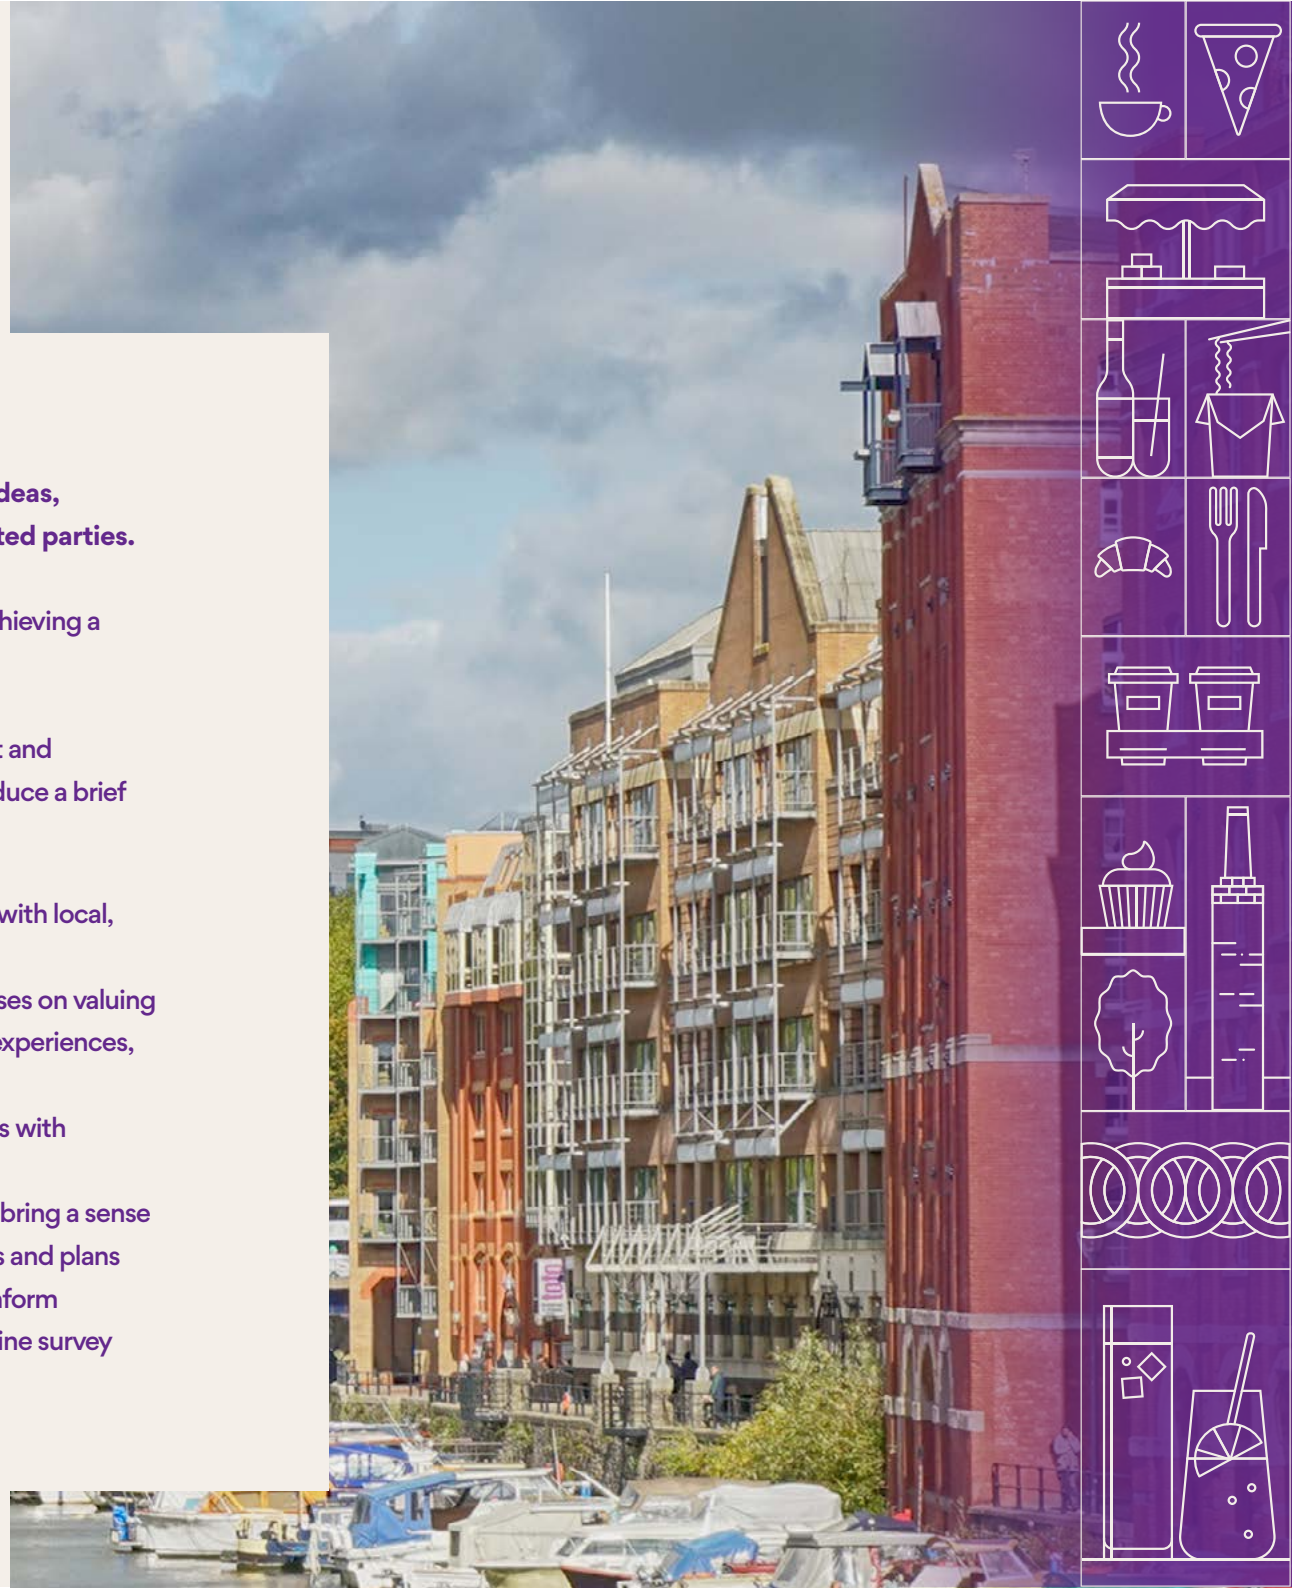 deas,
ted parties.
hieving a
t and
duce a brief
with local,
ses on valuing
experiences,
s with
bring a sense
s and plans
nform
ine survey
toto